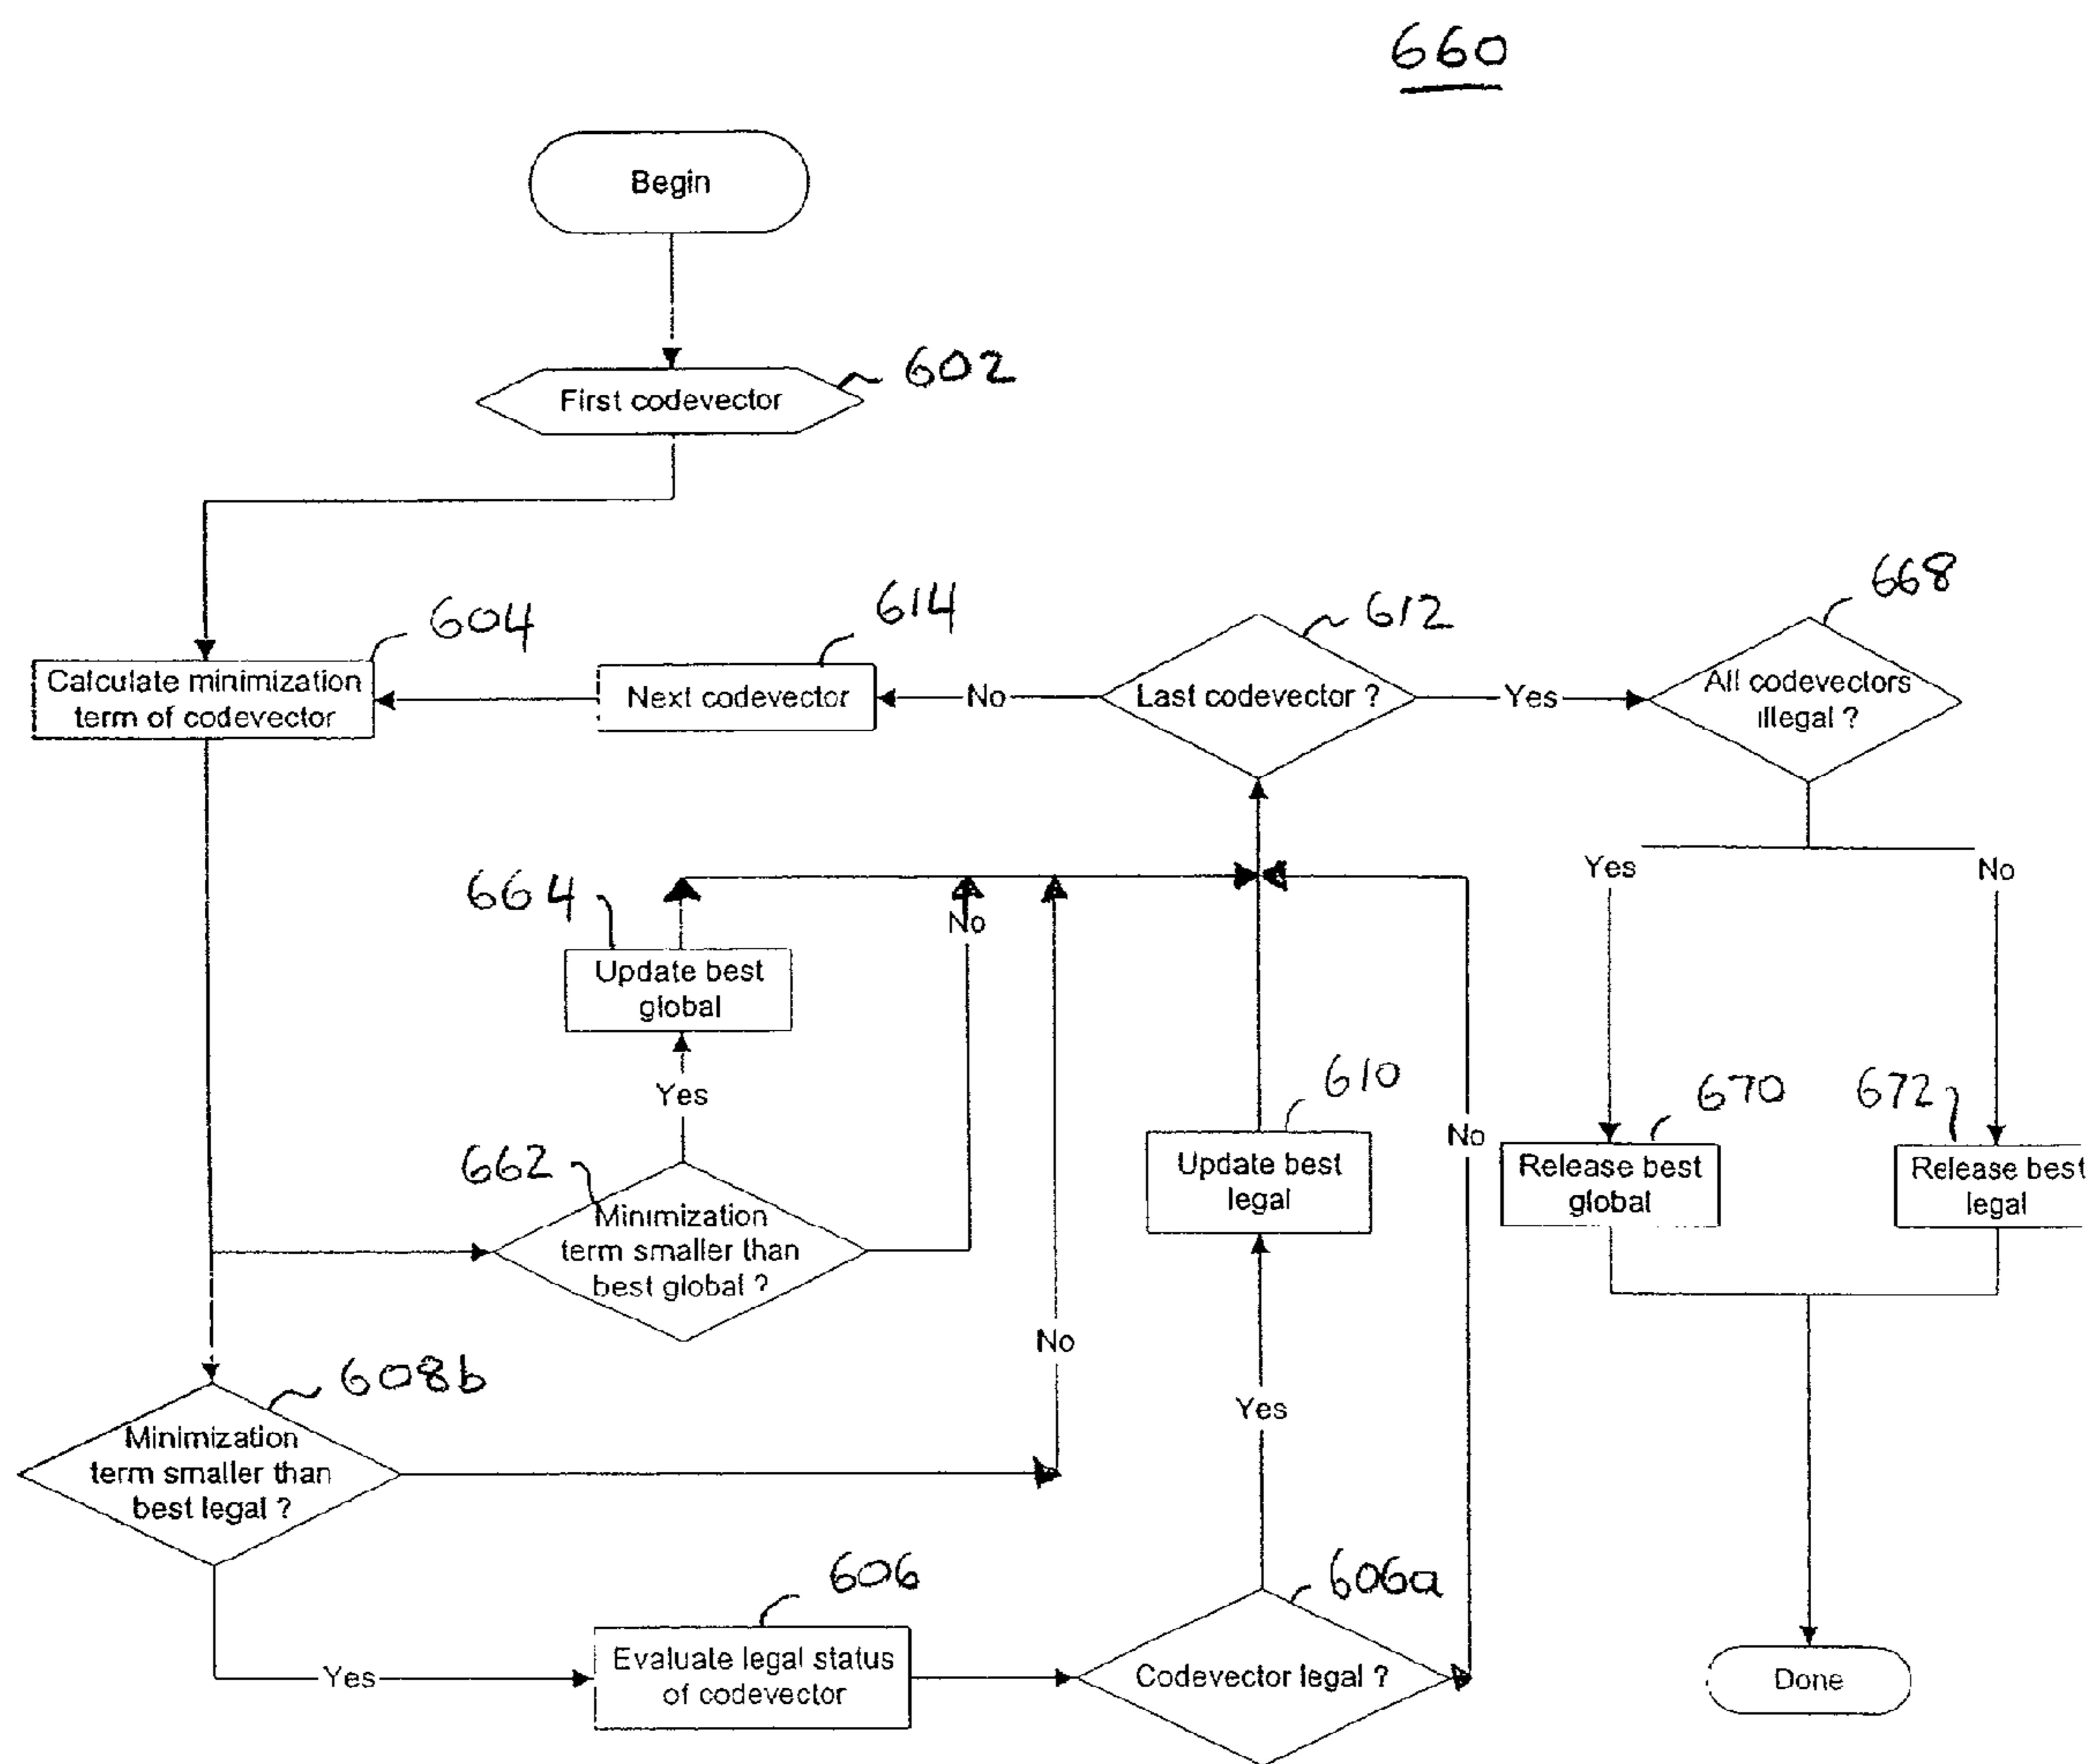 660
Begin
First codevector
602
604
Calculate minimization
term of codevector
614
Next codevector
No
612
Last codevector ?
Yes
668
All codevectors
illegal ?
Yes
No
664
Update best
global
No
Yes
662
Minimization
term smaller than
best global ?
No
610
Update best
legal
No
670
Release best
global
672
Release best
legal
608b
Minimization
term smaller than
best legal ?
Yes
Yes
606
Evaluate legal status
of codevector
606a
Codevector legal ?
Done